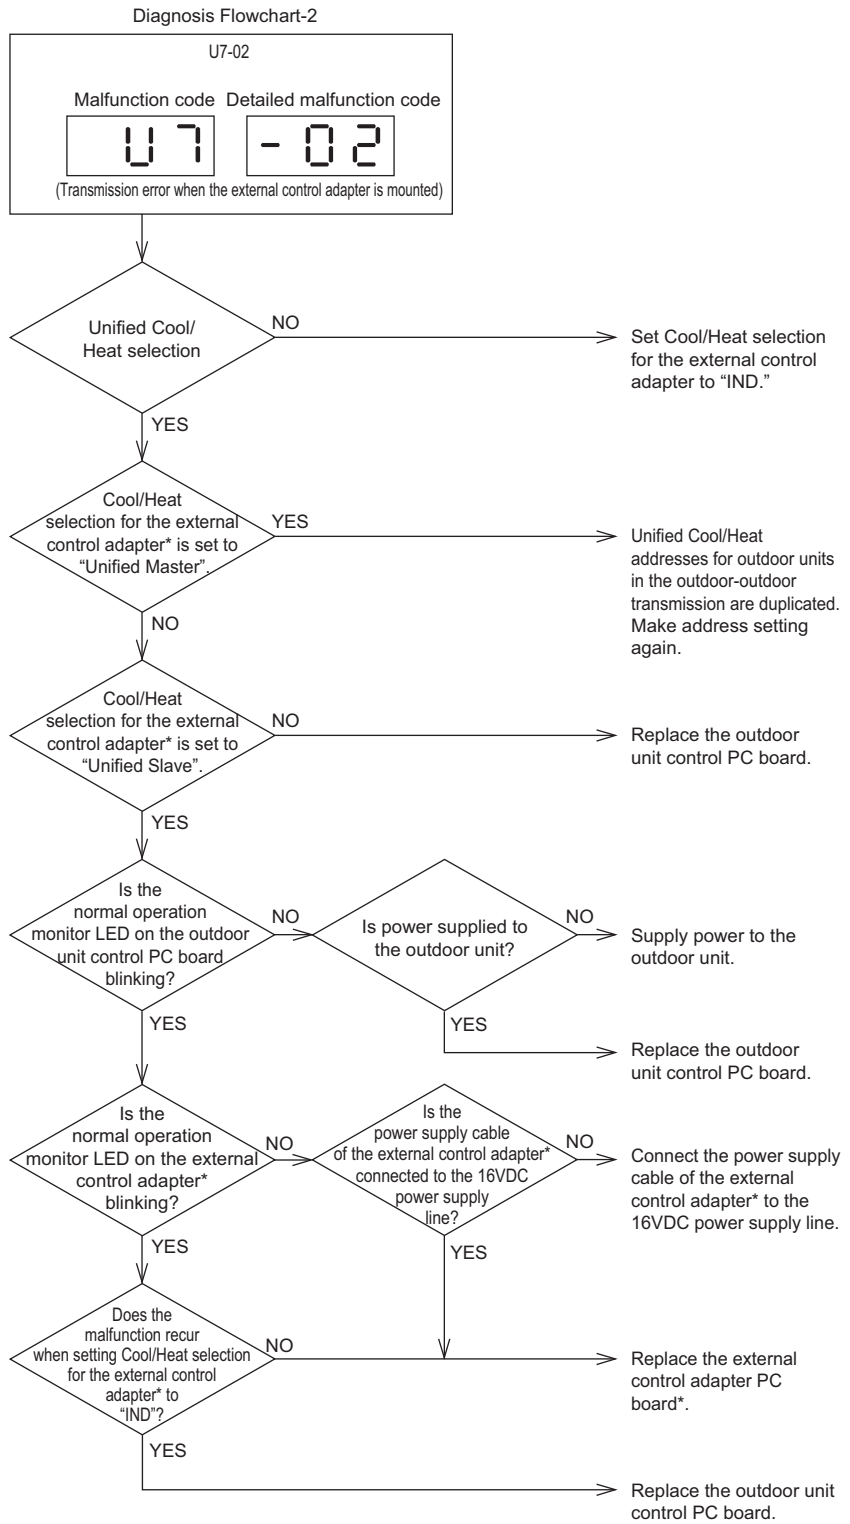 Diagnosis Flowchart-2
U7-02
Malfunction code Detailed malfunction code
U7 -02
(Transmission error when the external control adapter is mounted)
Unified Cool/
Heat selection
NO
Set Cool/Heat selection
for the external control
adapter to “IND.”
YES
Cool/Heat
selection for the external
control adapter* is set to
“Unified Master”.
YES
Unified Cool/Heat
addresses for outdoor units
in the outdoor-outdoor
transmission are duplicated.
Make address setting
again.
NO
Cool/Heat
selection for the external
control adapter* is set to
“Unified Slave”.
NO
Replace the outdoor
unit control PC board.
YES
Is the
normal operation
monitor LED on the outdoor
unit control PC board
blinking?
NO
Is power supplied to
the outdoor unit?
NO
Supply power to the
outdoor unit.
YES
YES
Replace the outdoor
unit control PC board.
Is the
normal operation
monitor LED on the external
control adapter*
blinking?
NO
Is the
power supply cable
of the external control adapter*
connected to the 16VDC
power supply
line?
NO
Connect the power supply
cable of the external
control adapter* to the
16VDC power supply line.
YES
YES
Does the
malfunction recur
when setting Cool/Heat selection
for the external control
adapter* to
“IND”?
NO
Replace the external
control adapter PC
board*.
YES
Replace the outdoor unit
control PC board.